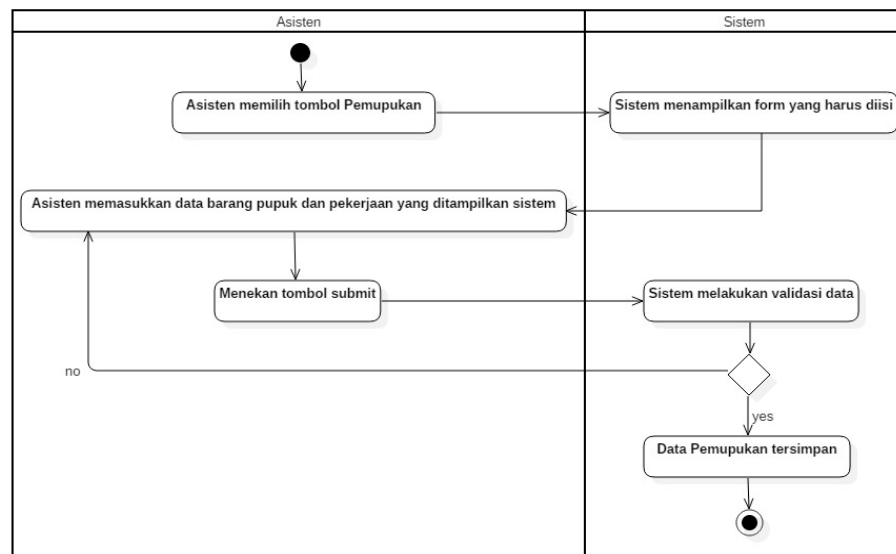 Asisten
Sistem
Asisten memilih tombol Pemupukan
Sistem menampilkan form yang harus diisi
Asisten memasukkan data barang pupuk dan pekerjaan yang ditampilkan sistem
Menekan tombol submit
Sistem melakukan validasi data
no
yes
Data Pemupukan tersimpan